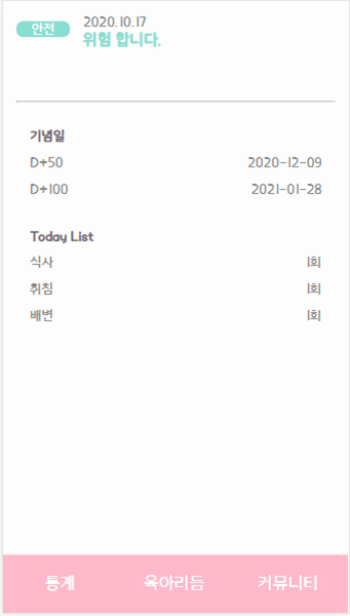 안전
2020.10.17
위험 합니다.
기념일
D+50 2020-12-09
D+100 2021-01-28
Today List
식사 1회
취침 1회
배변 1회
통계 육아리듬 커뮤니티